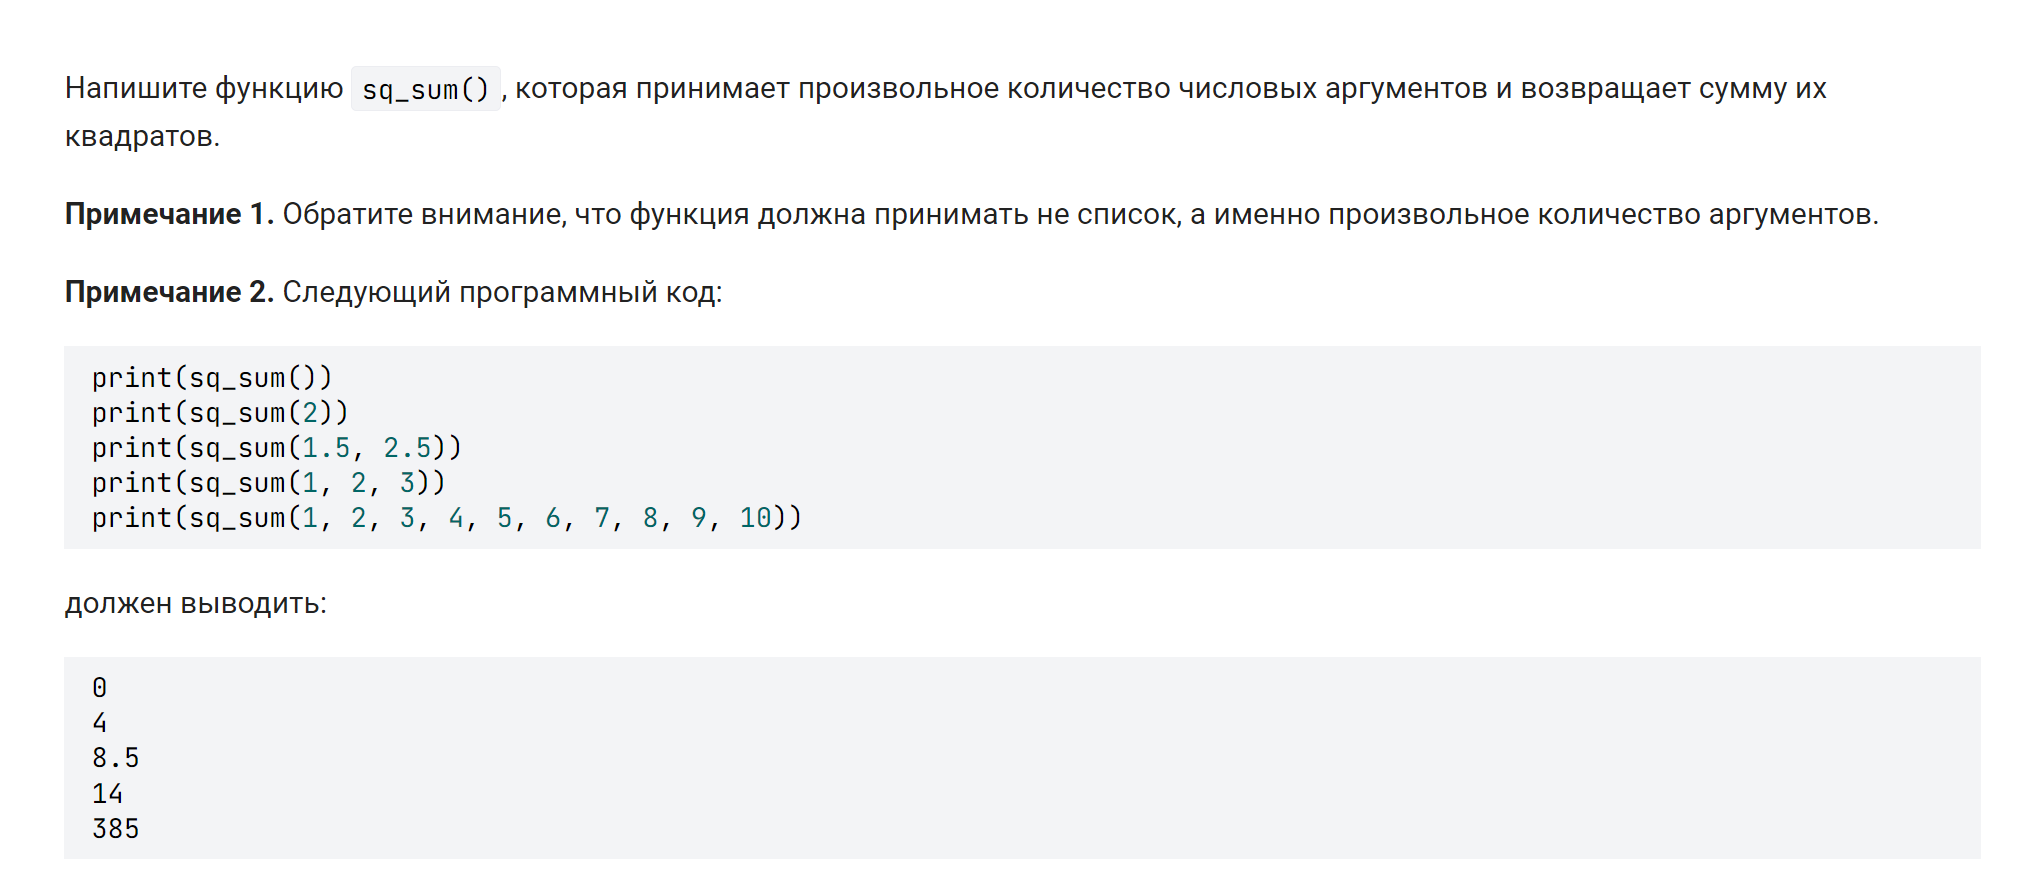 Напишите функцию sq_sum(), которая принимает произвольное количество числовых аргументов и возвращает сумму их
квадратов.
Примечание 1. Обратите внимание, что функция должна принимать не список, а именно произвольное количество аргументов.
Примечание 2. Следующий программный код:
print(sq_sum())
print(sq_sum(2))
print(sq_sum(1.5, 2.5))
print(sq_sum(1, 2, 3))
print(sq_sum(1, 2, 3, 4, 5, 6, 7, 8, 9, 10))
должен выводить:
0
4
8.5
14
385